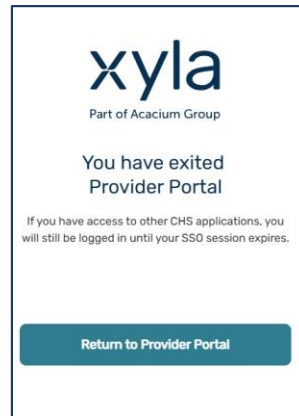 xyla
Part of Acacium Group
You have exited
Provider Portal
If you have access to other CHS applications, you
will still be logged in until your SSO session expires.
Return to Provider Portal